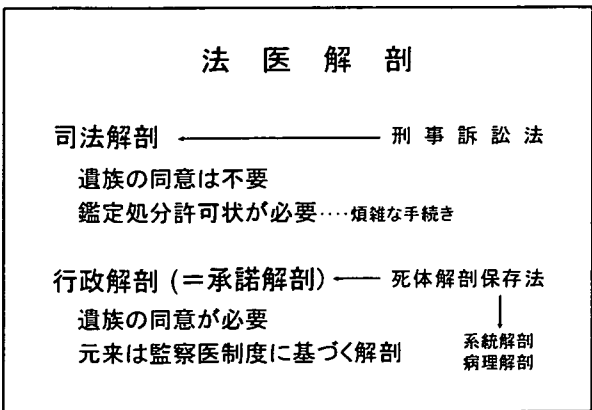 法医解剖
司法解剖 ← 刑事訴訟法
遺族の同意は不要
鑑定処分許可状が必要‥‥煩雑な手続き
行政解剖（＝承諾解剖）← 死体解剖保存法
遺族の同意が必要
元来は監察医制度に基づく解剖
↓
系統解剖
病理解剖